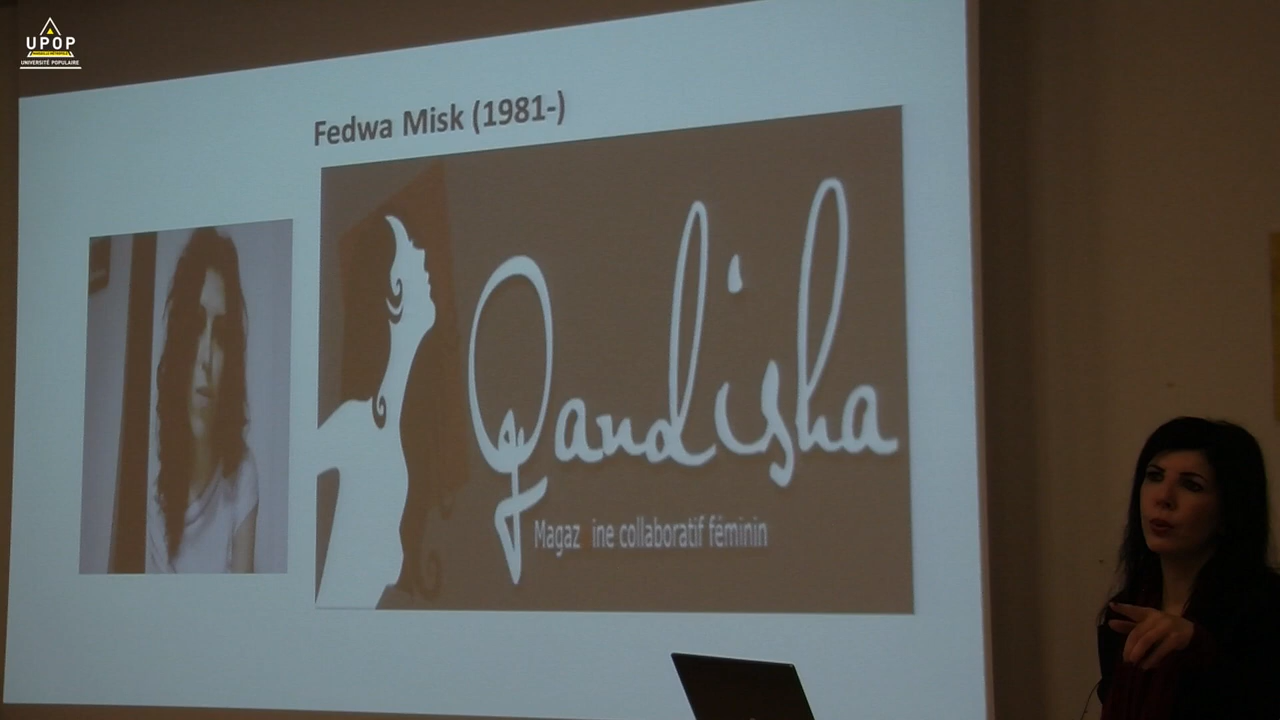 UPOP
UNIVERSITÉ POPULAIRE
Fedwa Misk (1981-)
Qandisha
Magaz ine collaboratif féminin